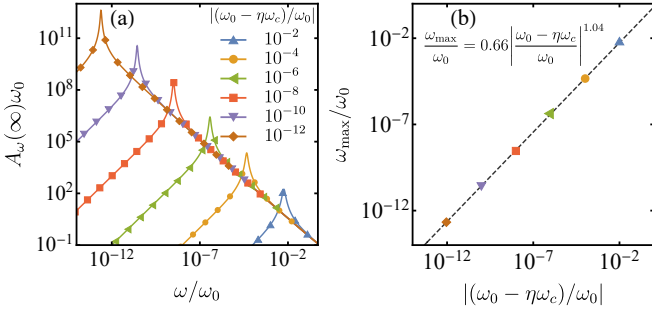 (a)
|(ω₀ − ηω_c)/ω₀|
10⁻²
10⁻⁴
10⁻⁶
10⁻⁸
10⁻¹⁰
10⁻¹²
A_ω(∞)ω₀
10¹¹
10⁸
10⁵
10²
10⁻¹
10⁻¹² 10⁻⁷ 10⁻²
ω/ω₀
(b)
ω_max/ω₀ = 0.66|(ω₀ − ηω_c)/ω₀|^1.04
ω_max/ω₀
10⁻²
10⁻⁷
10⁻¹²
10⁻¹² 10⁻⁷ 10⁻²
|(ω₀ − ηω_c)/ω₀|